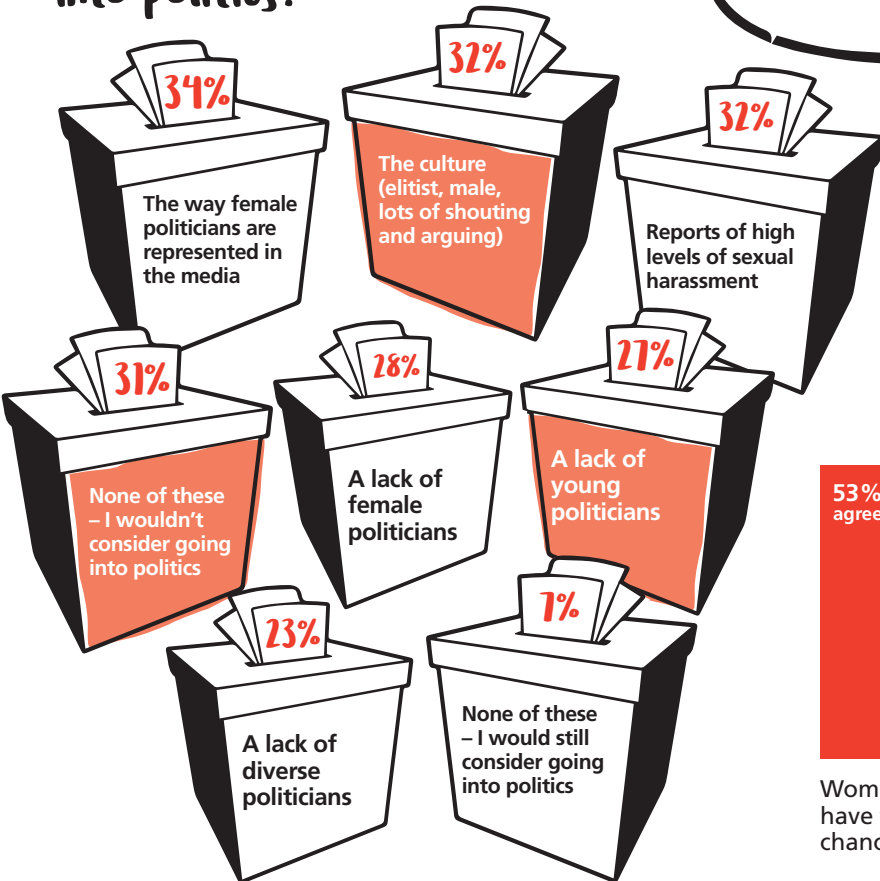 into politics?
34%
The way female
politicians are
represented in
the media
32%
The culture
(elitist, male,
lots of shouting
and arguing)
32%
Reports of high
levels of sexual
harassment
31%
None of these
– I wouldn't
consider going
into politics
28%
A lack of
female
politicians
27%
A lack of
young
politicians
23%
A lack of
diverse
politicians
7%
None of these
– I would still
consider going
into politics
53%
have